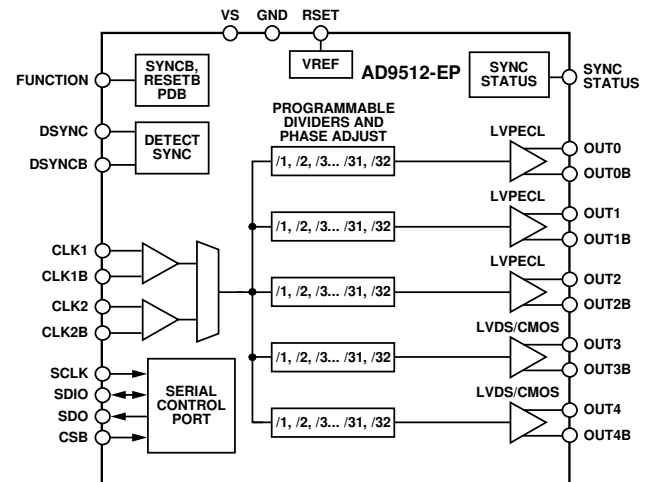 VS GND RSET
VREF
AD9512-EP
FUNCTION
SYNCB,
RESETB
PDB
SYNC
STATUS
SYNC
STATUS
DSYNC
DSYNCB
DETECT
SYNC
PROGRAMMABLE
DIVIDERS AND
PHASE ADJUST
/1, /2, /3... /31, /32
LVPECL
OUT0
OUT0B
/1, /2, /3... /31, /32
LVPECL
OUT1
OUT1B
CLK1
CLK1B
CLK2
CLK2B
/1, /2, /3... /31, /32
LVPECL
OUT2
OUT2B
/1, /2, /3... /31, /32
LVDS/CMOS
OUT3
OUT3B
SCLK
SDIO
SDO
CSB
SERIAL
CONTROL
PORT
/1, /2, /3... /31, /32
LVDS/CMOS
OUT4
OUT4B